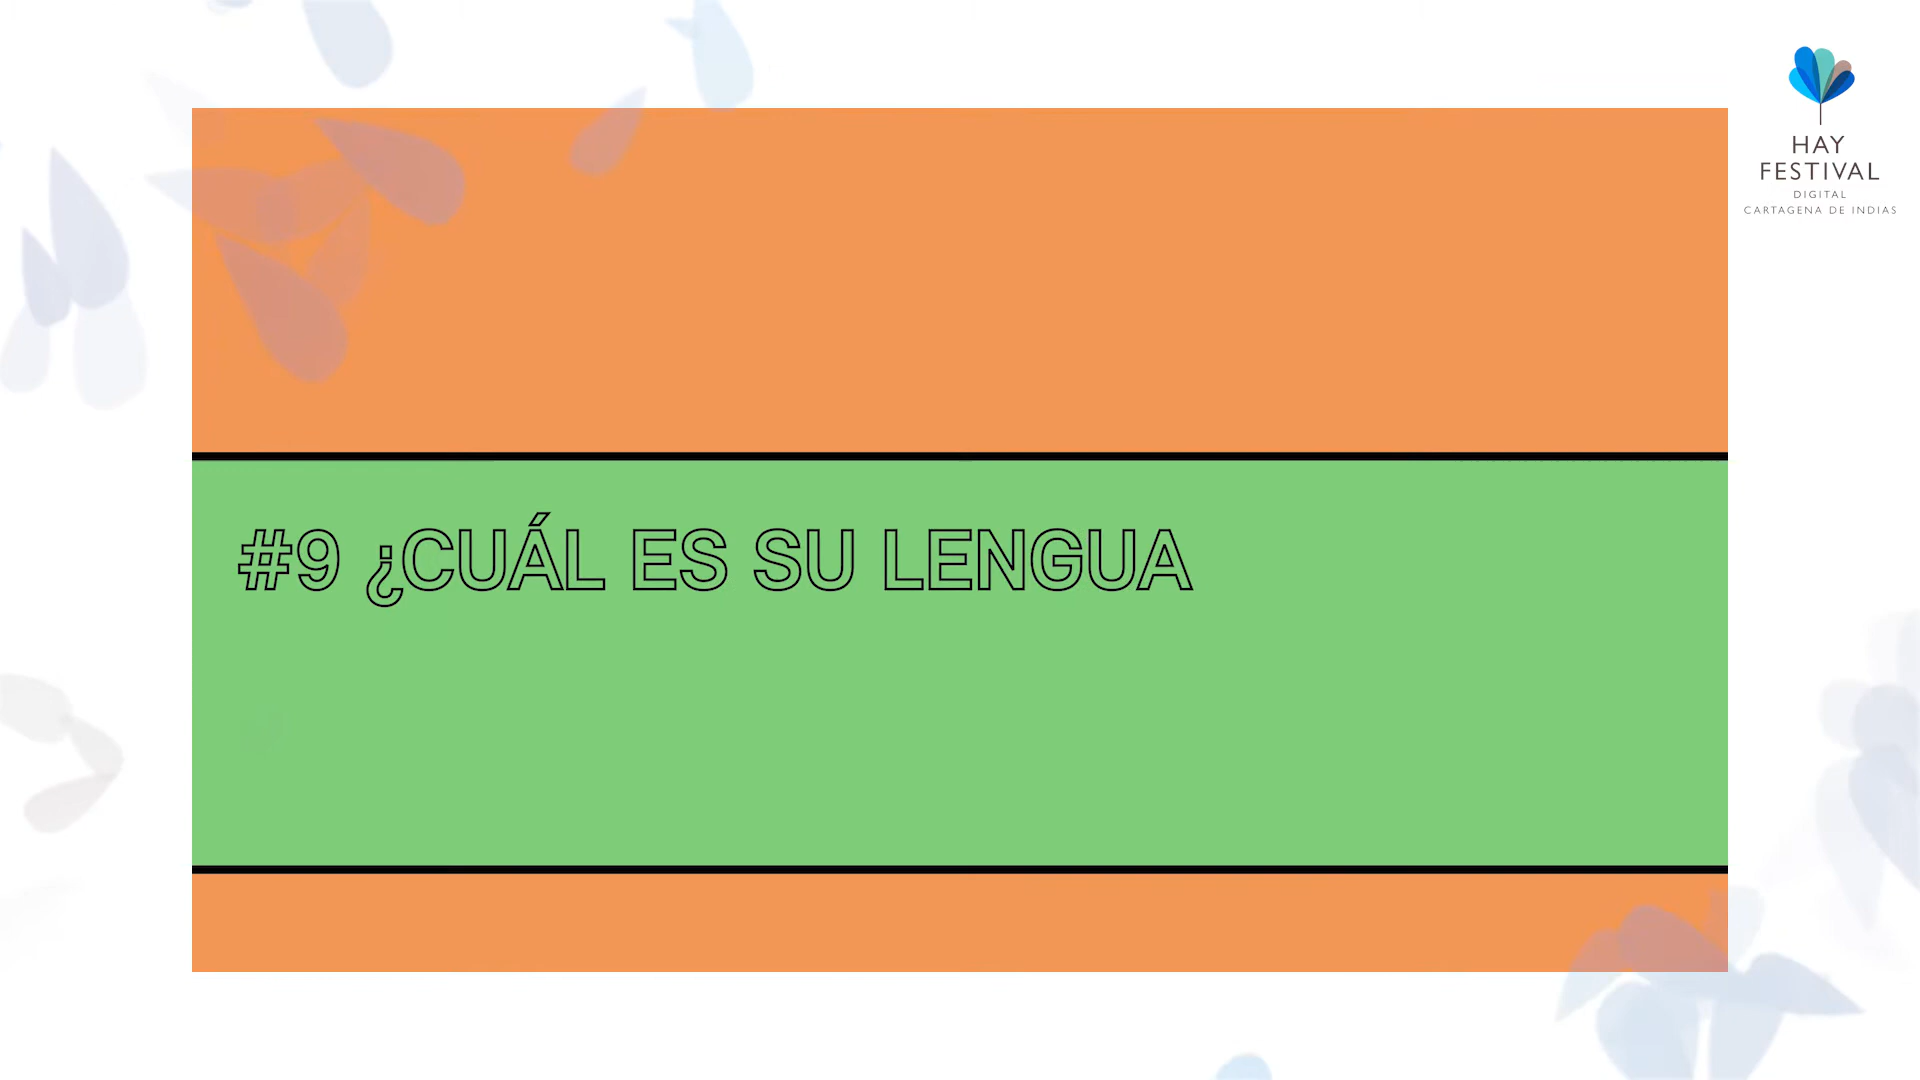 HAY
FESTIVAL
DIGITAL
CARTAGENA DE INDIAS
#9 ¿CUÁL ES SU LENGUA